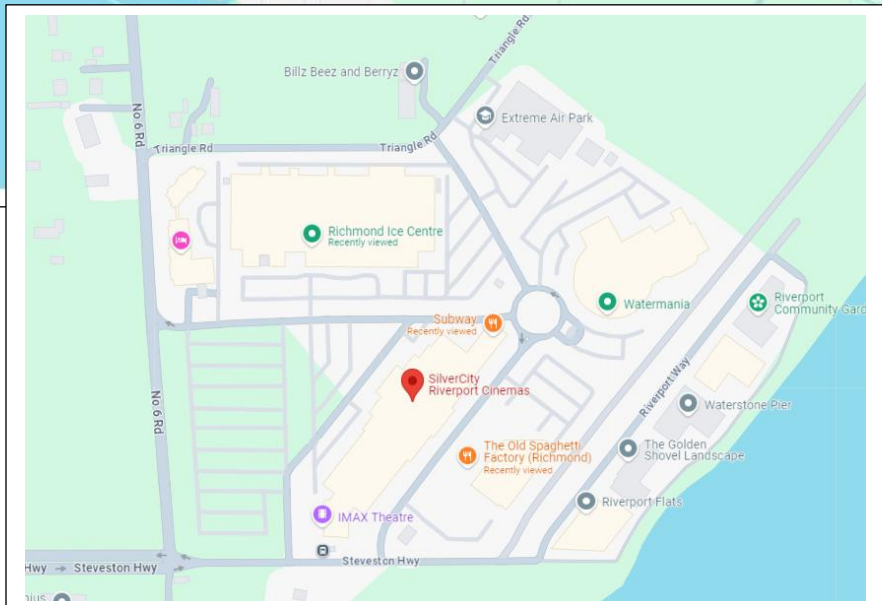 Triangle Rd
Billz Beez and Berryz
No 6 Rd
Extreme Air Park
Triangle Rd
Triangle Rd
Richmond Ice Centre
Recently viewed
Watermania
Riverport
Community Gard
Subway
Recently viewed
SilverCity
Riverport Cinemas
Riverport Way
Waterstone Pier
No 6 Rd
The Old Spaghetti
Factory (Richmond)
Recently viewed
The Golden
Shovel Landscape
Riverport Flats
IMAX Theatre
Steveston Hwy
Hwy
Steveston Hwy